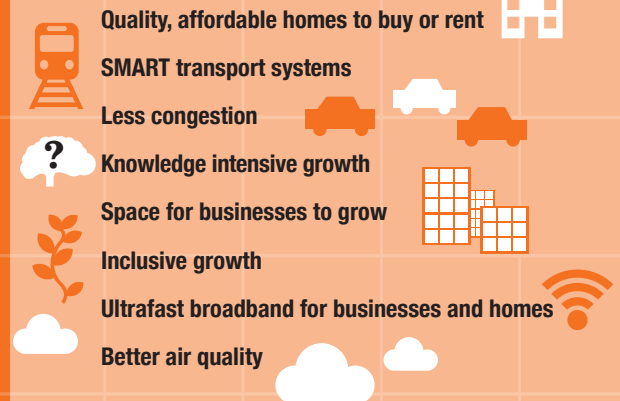 Quality, affordable homes to buy or rent
SMART transport systems
Less congestion
?
Knowledge intensive growth
Space for businesses to grow
Inclusive growth
Ultrafast broadband for businesses and homes
Better air quality